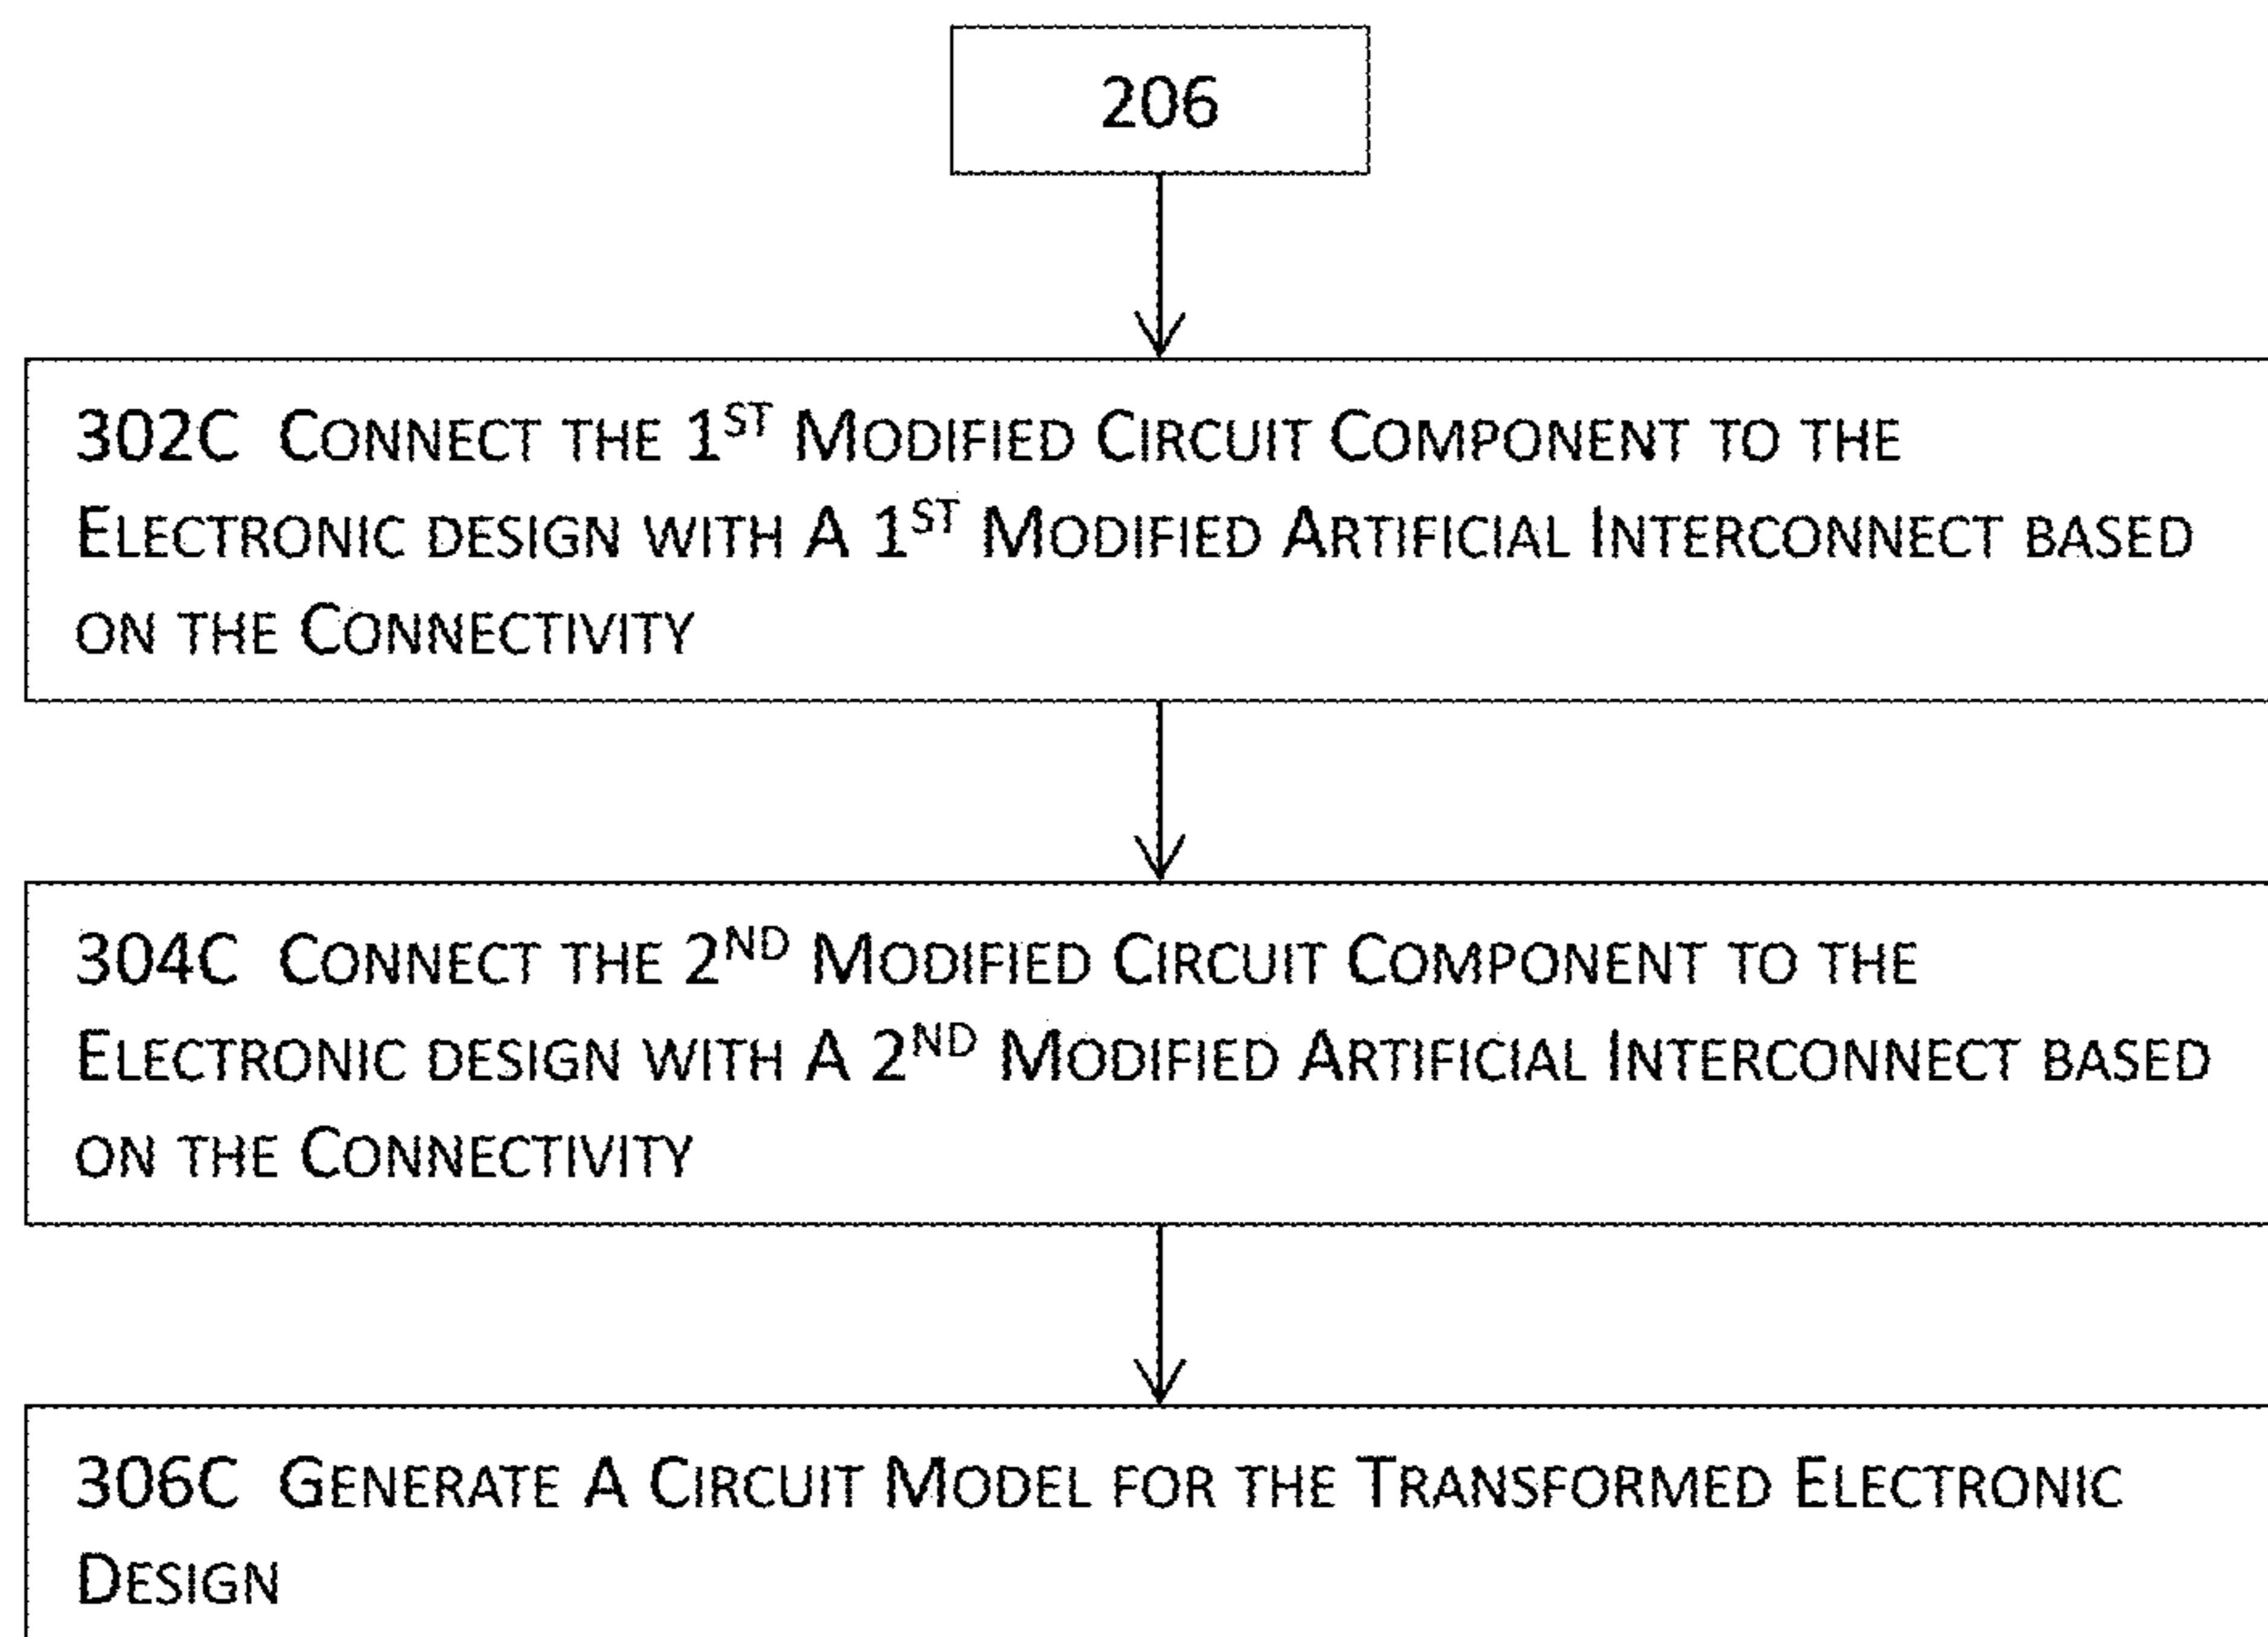 206
302C Connect the 1st Modified Circuit Component to the
Electronic design with A 1st Modified Artificial Interconnect based
on the Connectivity
304C Connect the 2nd Modified Circuit Component to the
Electronic design with A 2nd Modified Artificial Interconnect based
on the Connectivity
306C Generate A Circuit Model for the Transformed Electronic
Design